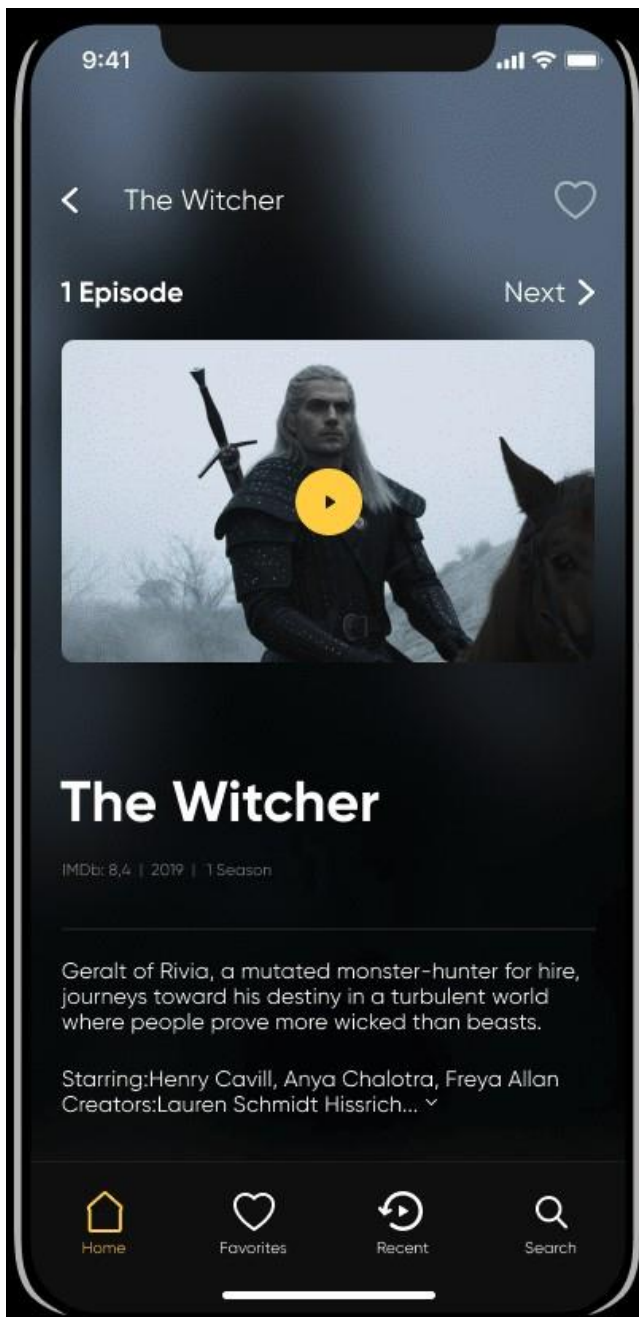 9:41
The Witcher
1 Episode
Next
The Witcher
IMDb: 8,4 | 2019 | 1 Season
Geralt of Rivia, a mutated monster-hunter for hire,
journeys toward his destiny in a turbulent world
where people prove more wicked than beasts.
Starring:Henry Cavill, Anya Chalotra, Freya Allan
Creators:Lauren Schmidt Hissrich...
Home
Favorites
Recent
Search